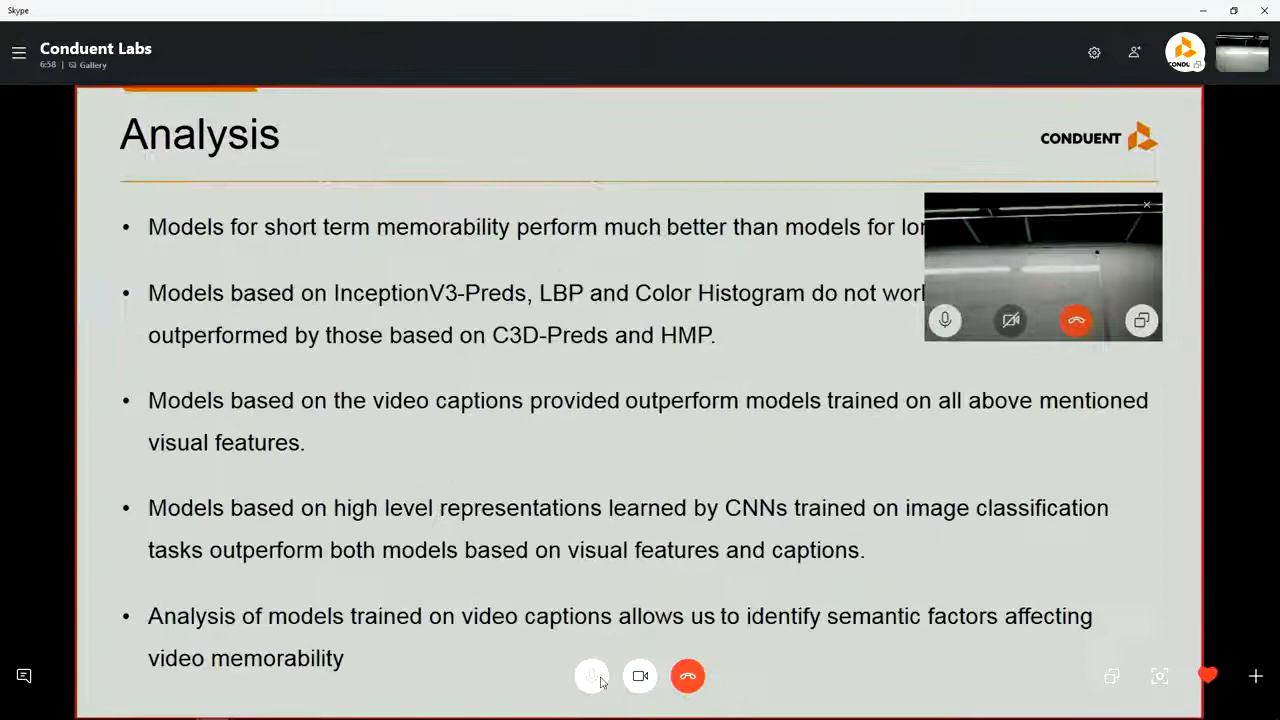 Skype
Conduent Labs
6:58 | Gallery
Analysis
CONDUENT
• Models for short term memorability perform much better than models for
• Models based on InceptionV3-Preds, LBP and Color Histogram do not
outperformed by those based on C3D-Preds and HMP.
• Models based on the video captions provided outperform models trained on all above mentioned
visual features.
• Models based on high level representations learned by CNNs trained on image classification
tasks outperform both models based on visual features and captions.
• Analysis of models trained on video captions allows us to identify semantic factors affecting
video memorability